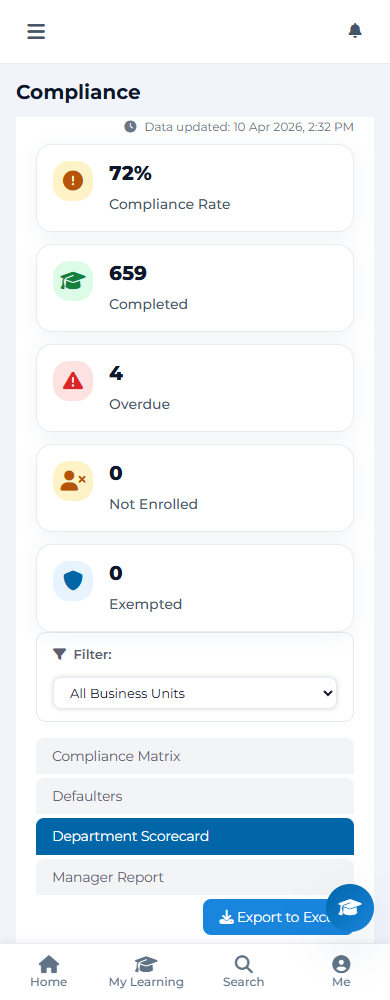 Compliance
Data updated: 10 Apr 2026, 2:32 PM
72%
Compliance Rate
659
Completed
4
Overdue
0
Not Enrolled
0
Exempted
Filter:
All Business Units
Compliance Matrix
Defaulters
Department Scorecard
Manager Report
Export to
Home
My Learning
Search
Me